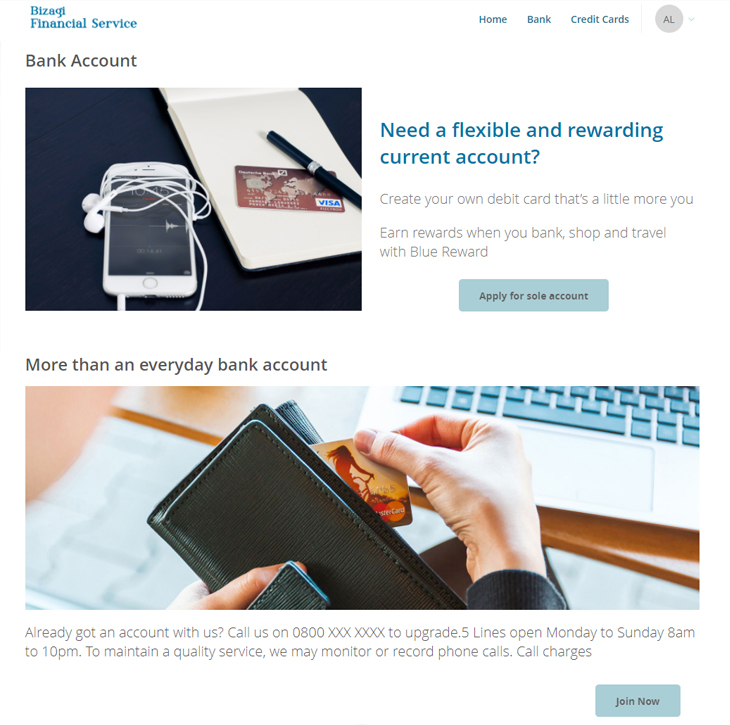 Bizagi
Financial Service
Home
Bank
Credit Cards
AL
Bank Account
Deutsche Bank
VISA
Need a flexible and rewarding
current account?
Create your own debit card that's a little more you
Earn rewards when you bank, shop and travel
with Blue Reward
Apply for sole account
More than an everyday bank account
MasterCard
Already got an account with us? Call us on 0800 XXX XXXX to upgrade.5 Lines open Monday to Sunday 8am
to 10pm. To maintain a quality service, we may monitor or record phone calls. Call charges
Join Now